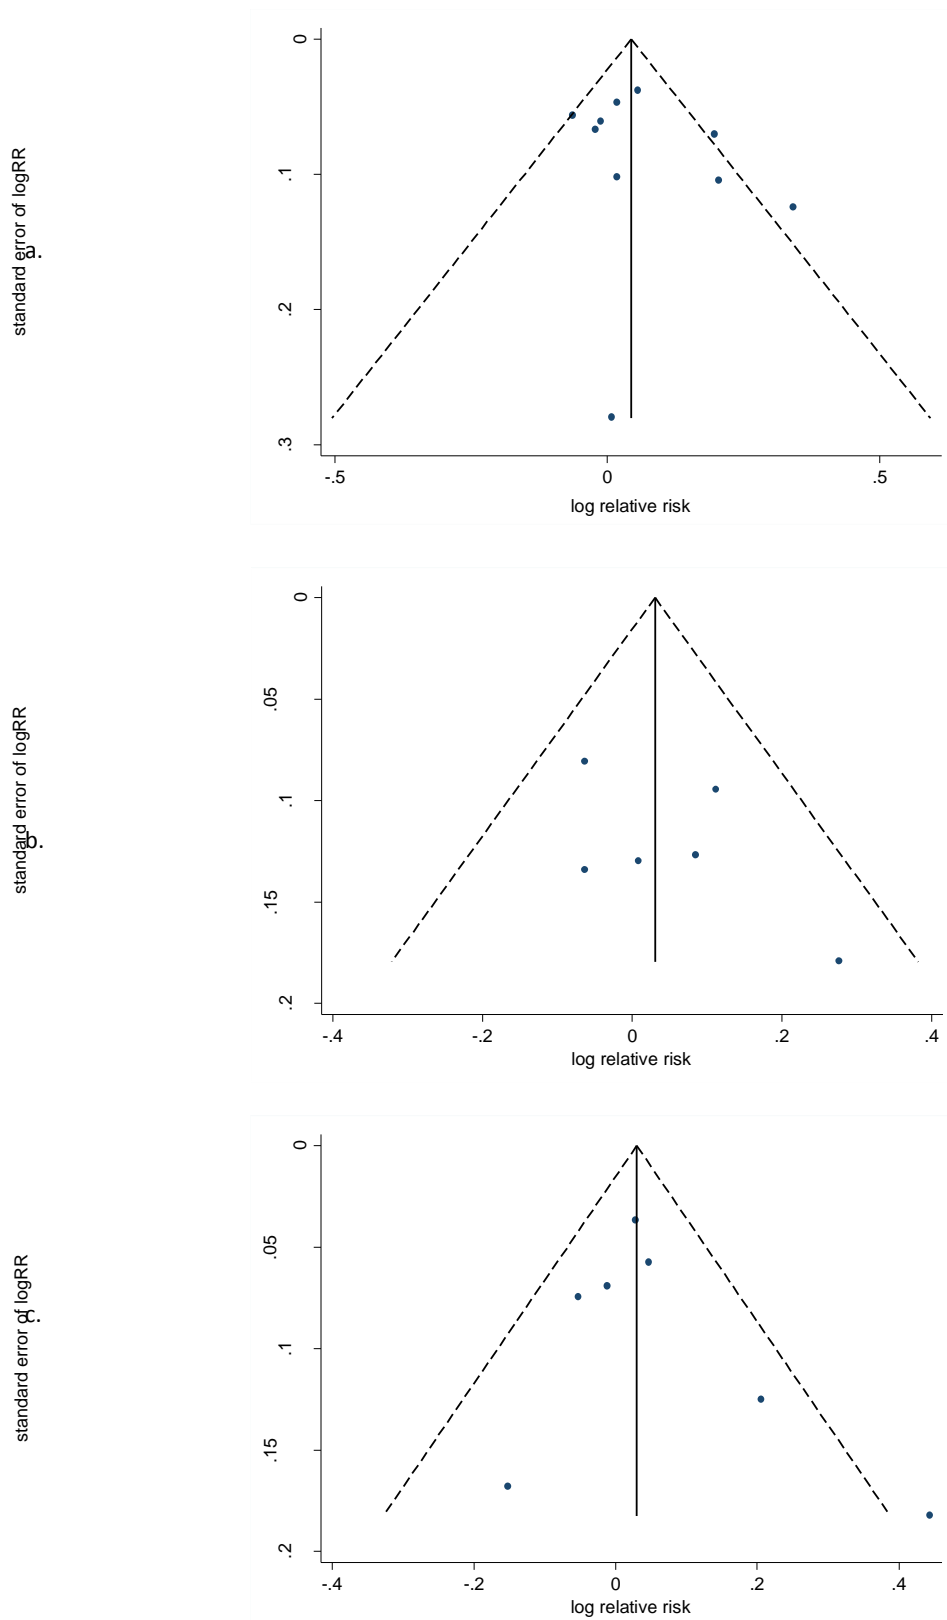 a.
standard error of logRR
0
.1
.2
.3
-.5 0 .5
log relative risk
b.
standard error of logRR
0
.05
.1
.15
.2
-.4 -.2 0 .2 .4
log relative risk
c.
standard error of logRR
0
.05
.1
.15
.2
-.4 -.2 0 .2 .4
log relative risk